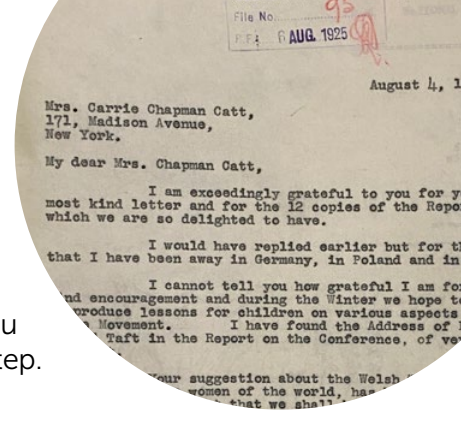 95
File No.
6 AUG. 1925
August 4, 1
Mrs. Carrie Chapman Catt,
171, Madison Avenue,
New York.
My dear Mrs. Chapman Catt,
I am exceedingly grateful to you for y
most kind letter and for the 12 copies of the Repo
which we are so delighted to have.
I would have replied earlier but for th
that I have been away in Germany, in Poland and in
I cannot tell you how grateful I am fo
nd encouragement and during the Winter we hope to
produce lessons for children on various aspects
Movement. I have found the Address of
Taft in the Report on the Conference, of ve
Your suggestion about the Welsh
women of the world, has
that we shall
u
tep.